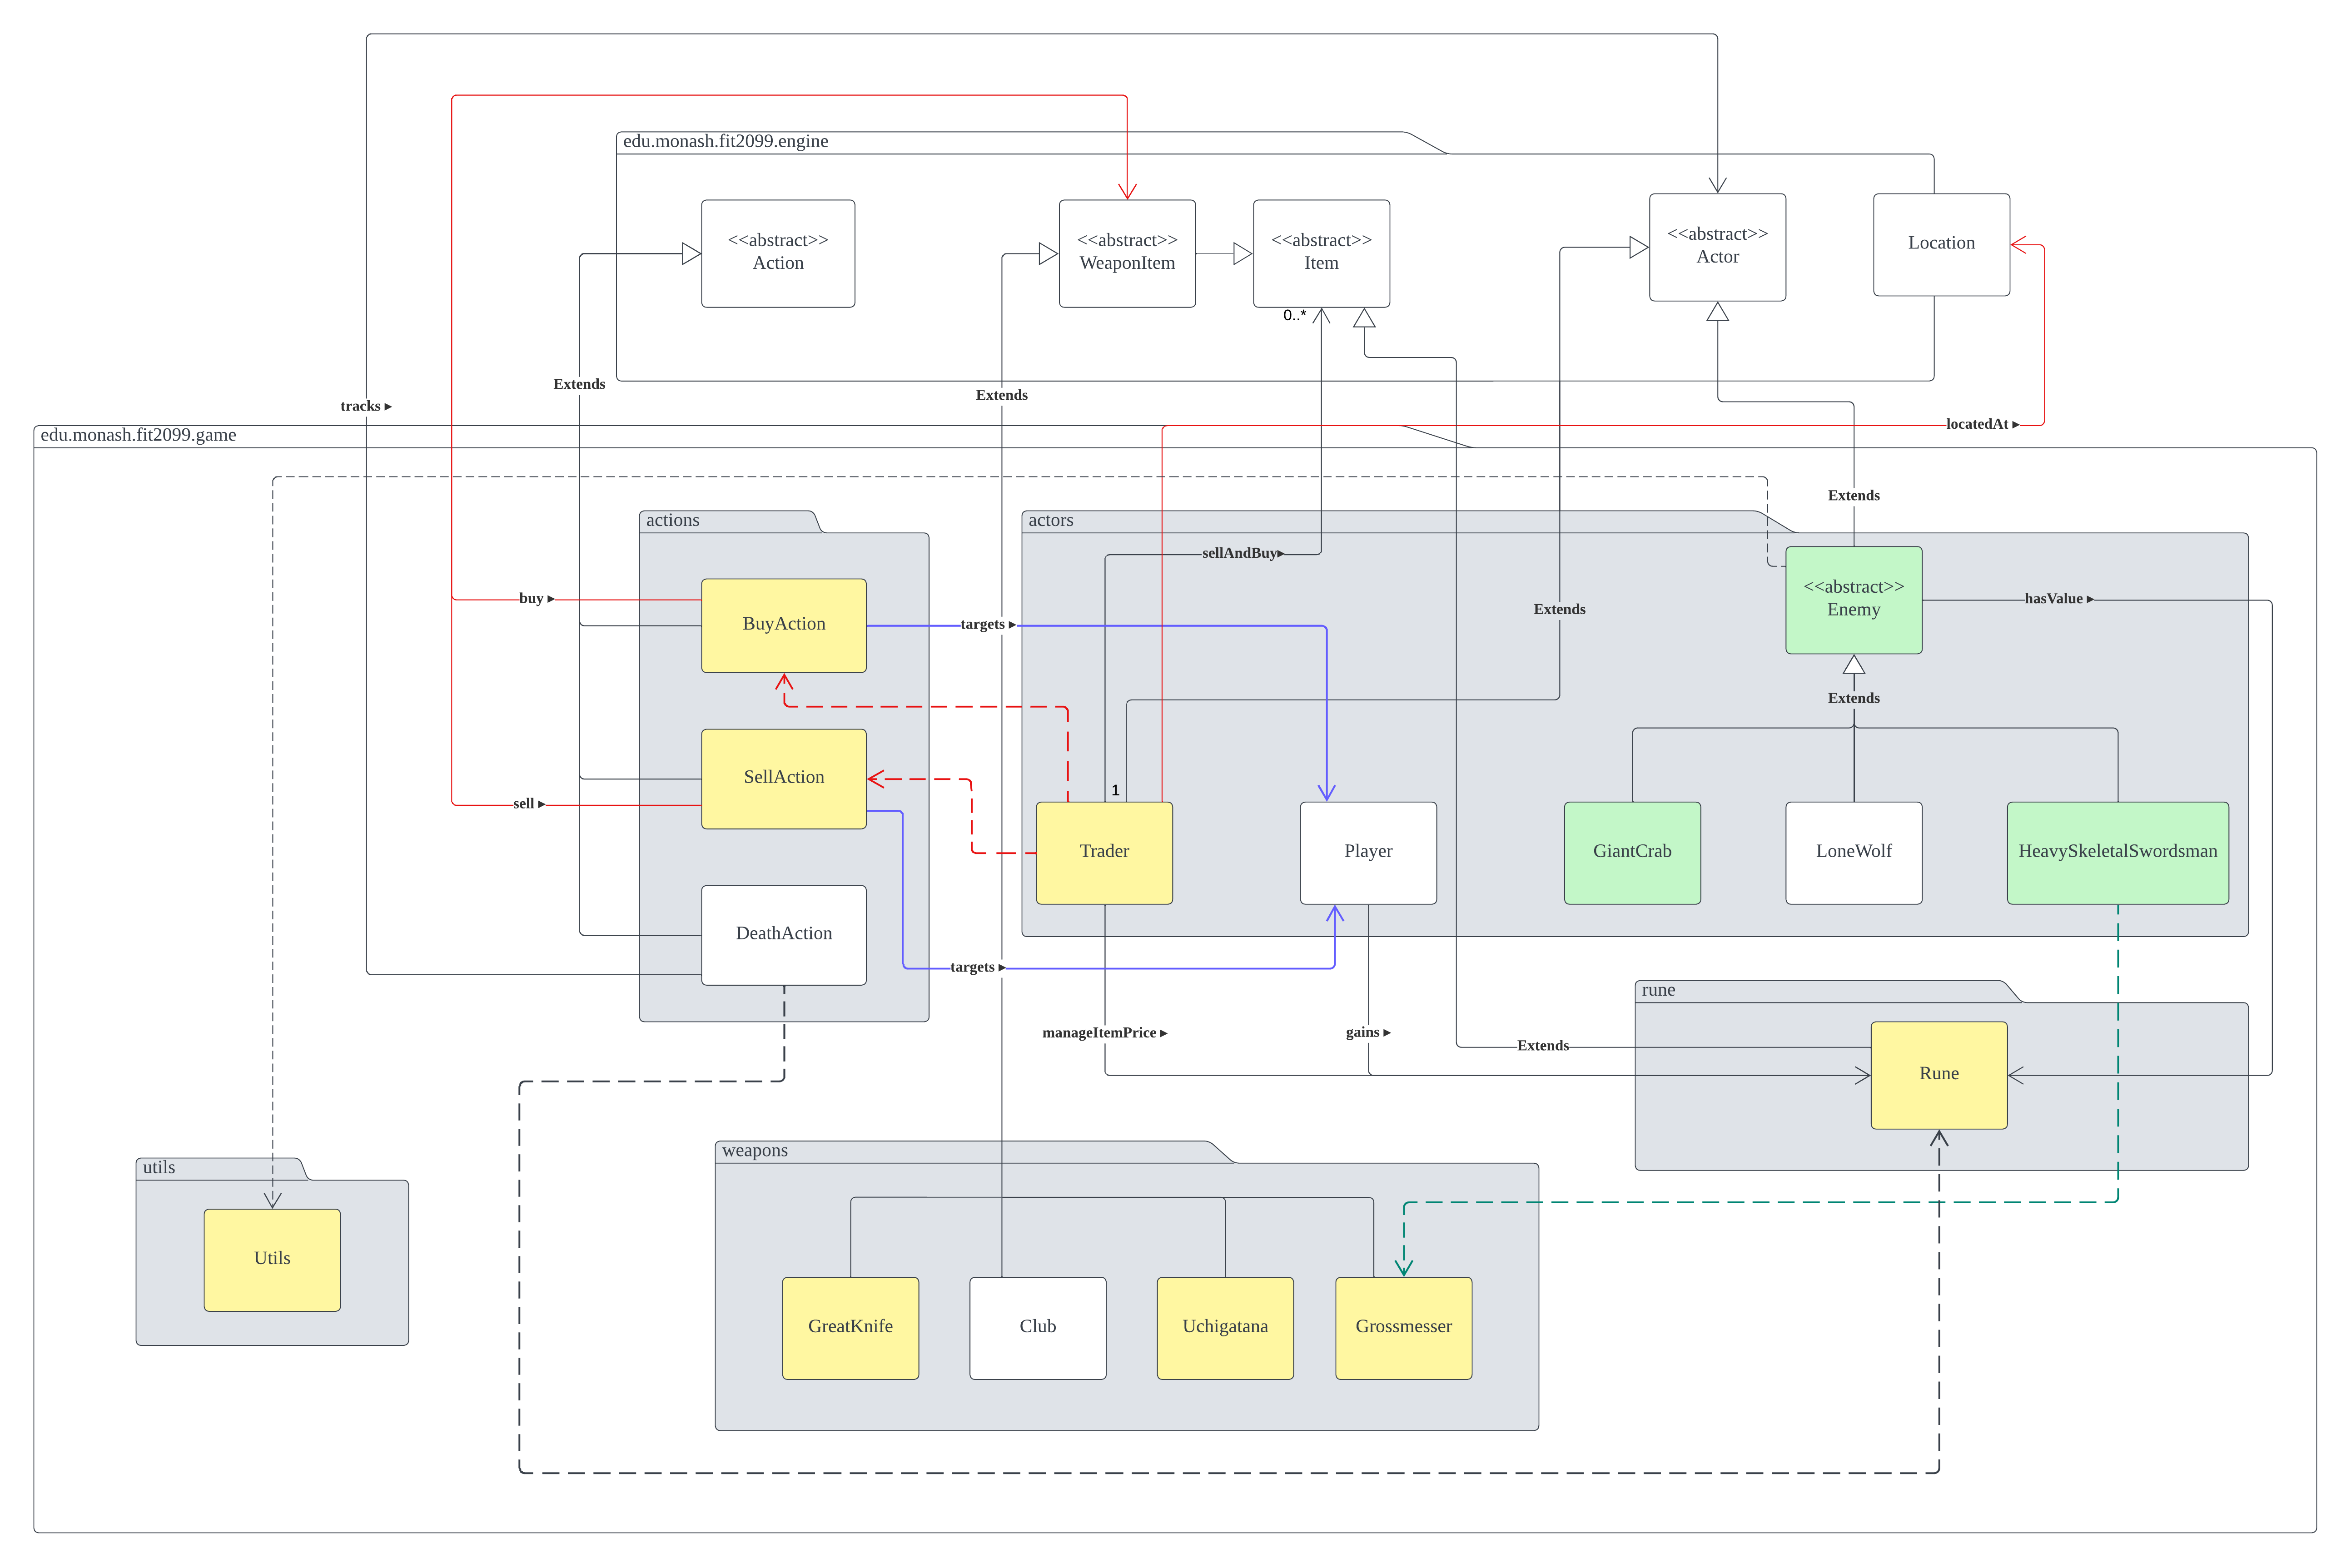 edu.monash.fit2099.engine
<<abstract>>
Action
<<abstract>>
WeaponItem
<<abstract>>
Item
<<abstract>>
Actor
Location
0..*
Extends
Extends
tracks ▸
locatedAt ▸
edu.monash.fit2099.game
Extends
actions
actors
sellAndBuy▸
<<abstract>>
Enemy
buy ▸
BuyAction
targets ▸
Extends
hasValue ▸
Extends
SellAction
sell ▸
1
Trader
Player
GiantCrab
LoneWolf
HeavySkeletalSwordsman
DeathAction
targets ▸
rune
manageItemPrice ▸
gains ▸
Extends
Rune
weapons
utils
Utils
GreatKnife
Club
Uchigatana
Grossmesser